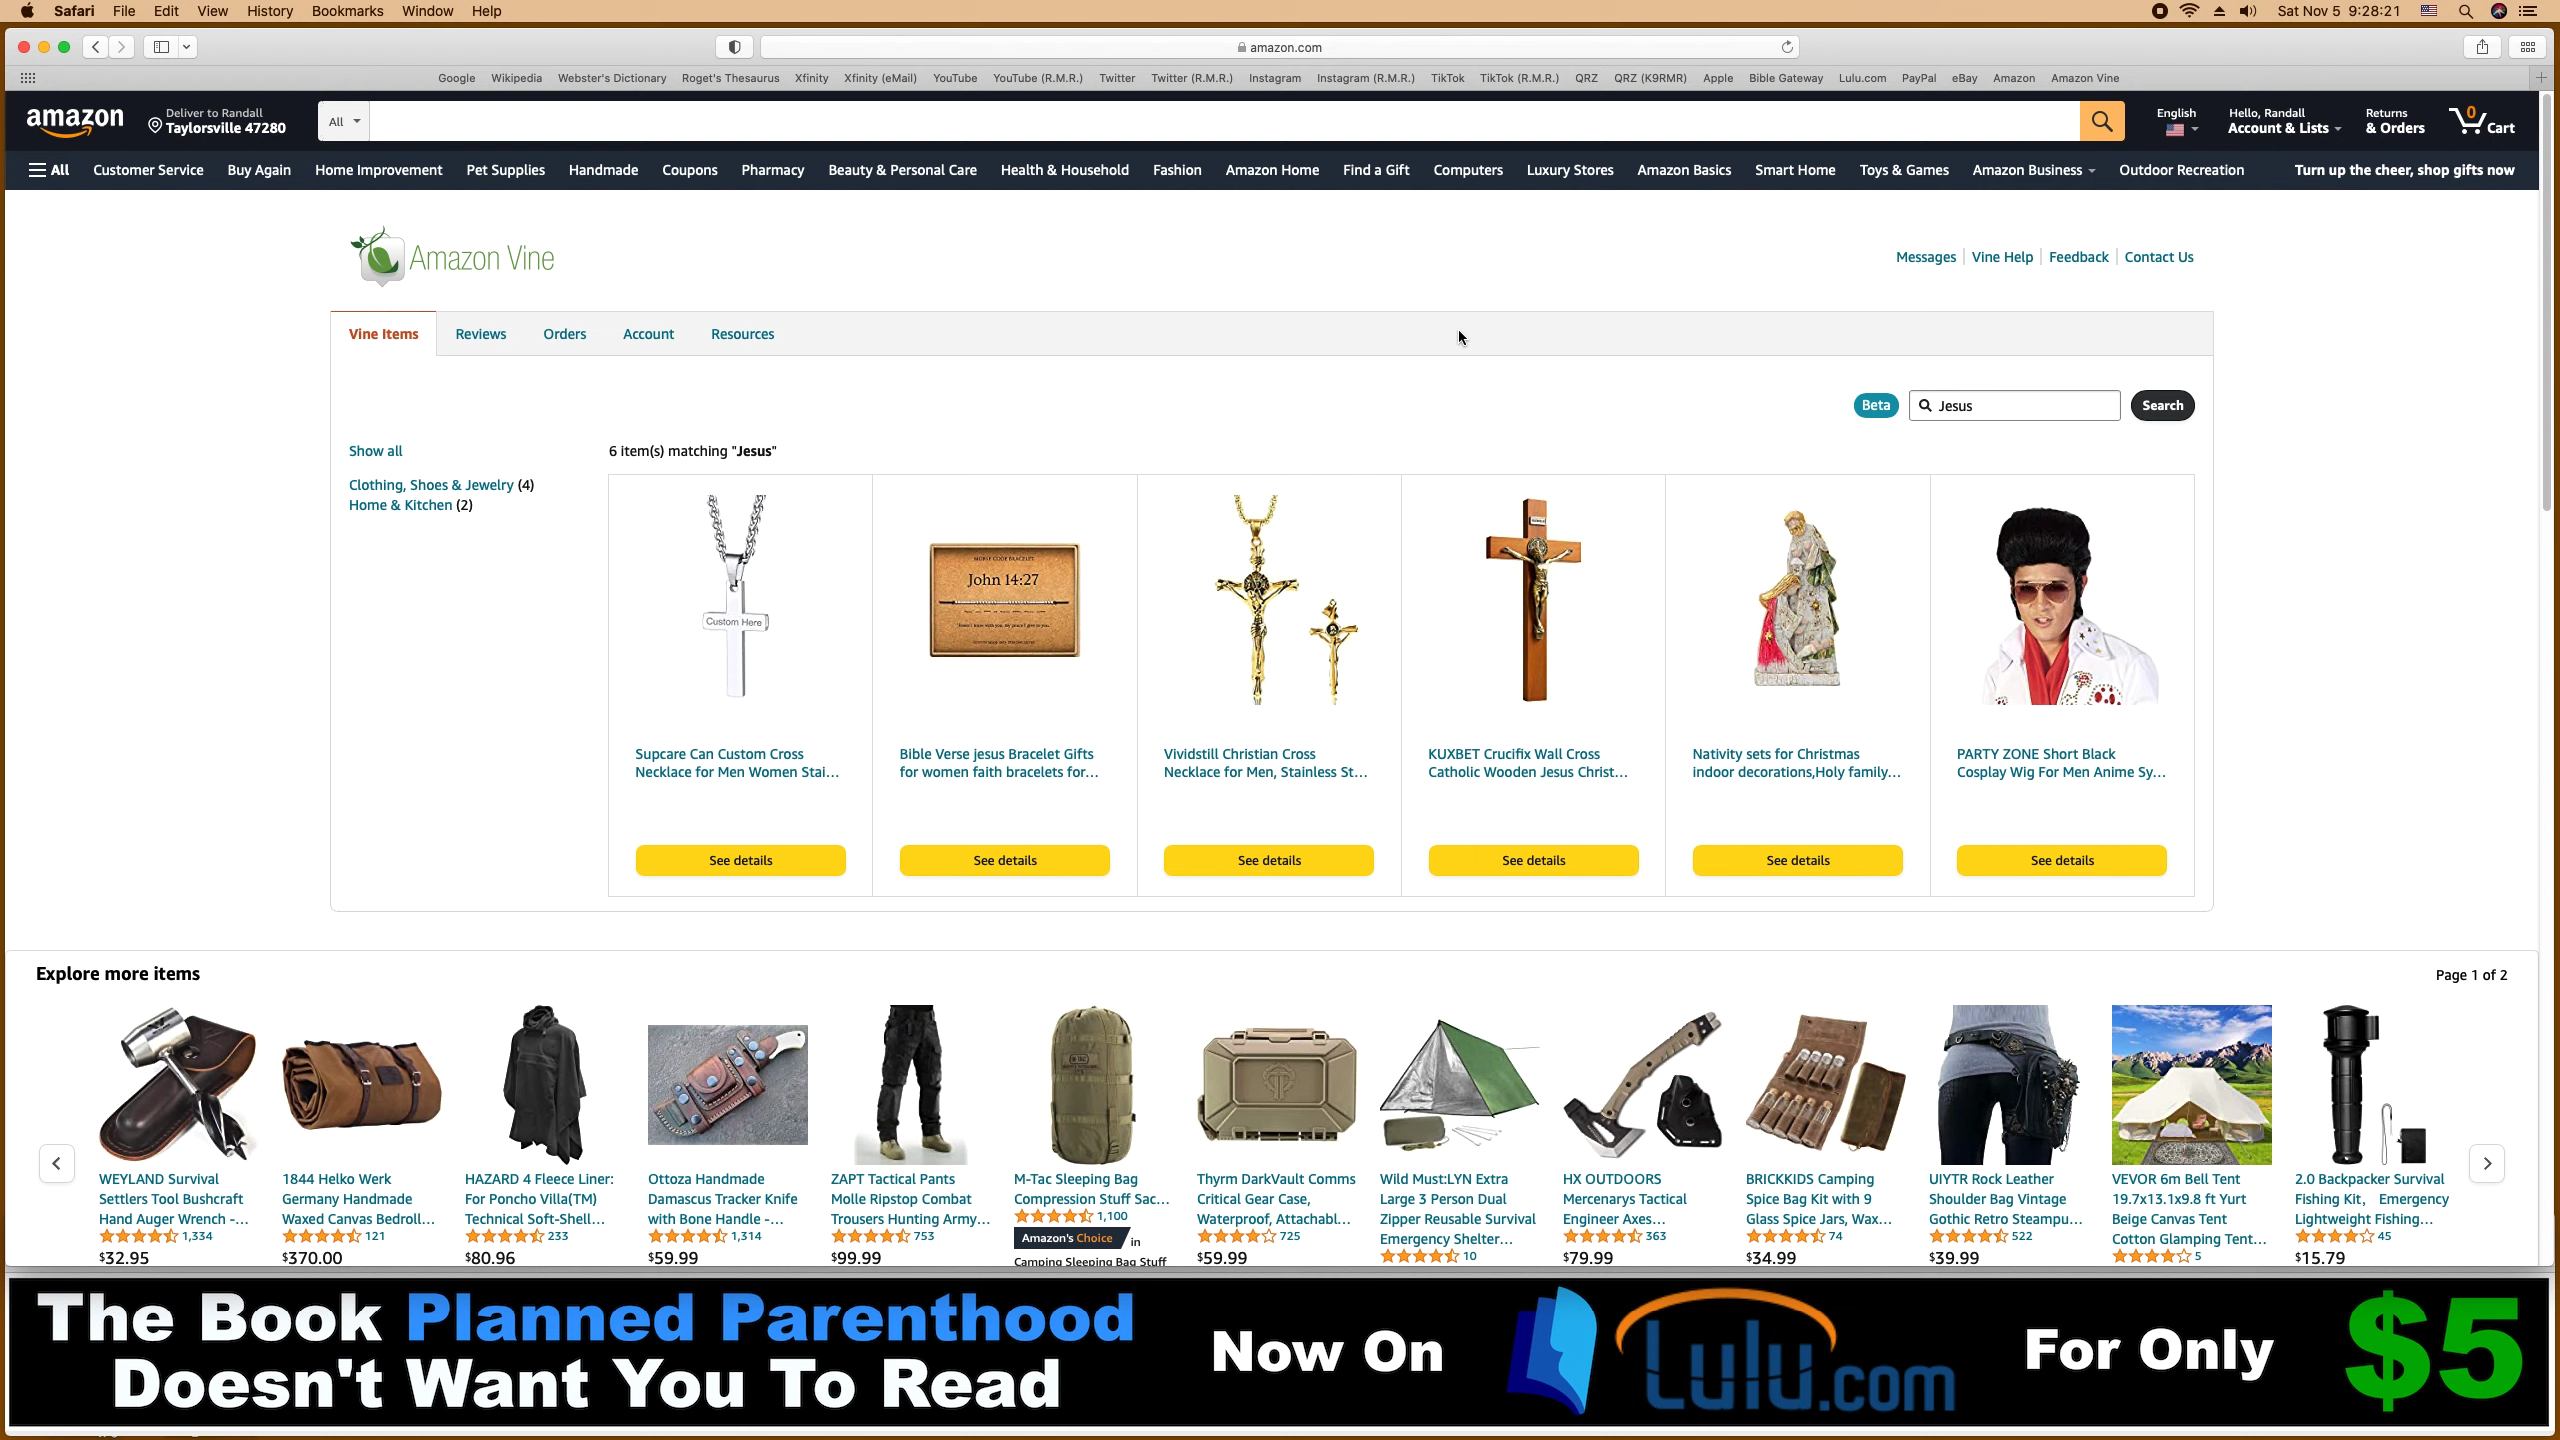 Safari File Edit View History Bookmarks Window Help
Sat Nov 5 9:28:21
amazon.com
Google Wikipedia Webster's Dictionary Roget's Thesaurus Xfinity Xfinity (eMail) YouTube YouTube (R.M.R.) Twitter Twitter (R.M.R.) Instagram Instagram (R.M.R.) TikTok TikTok (R.M.R.) QRZ QRZ (K9RMR) Apple Bible Gateway Lulu.com PayPal eBay Amazon Amazon Vine
amazon
Deliver to Randall
Taylorsville 47280
All
English
Hello, Randall
Account & Lists
Returns
& Orders
0
Cart
All Customer Service Buy Again Home Improvement Pet Supplies Handmade Coupons Pharmacy Beauty & Personal Care Health & Household Fashion Amazon Home Find a Gift Computers Luxury Stores Amazon Basics Smart Home Toys & Games Amazon Business Outdoor Recreation Turn up the cheer, shop gifts now
Amazon Vine
Messages Vine Help Feedback Contact Us
Vine Items Reviews Orders Account Resources
Beta Jesus Search
Show all
6 item(s) matching "Jesus"
Clothing, Shoes & Jewelry (4)
Home & Kitchen (2)
Custom Here
MORSE CODE BRACELET
John 14:27
Supcare Can Custom Cross
Necklace for Men Women Stai...
See details
Bible Verse jesus Bracelet Gifts
for women faith bracelets for...
See details
Vividstill Christian Cross
Necklace for Men, Stainless St...
See details
KUXBET Crucifix Wall Cross
Catholic Wooden Jesus Christ...
See details
Nativity sets for Christmas
indoor decorations,Holy family...
See details
PARTY ZONE Short Black
Cosplay Wig For Men Anime Sy...
See details
Explore more items
Page 1 of 2
WEYLAND Survival
Settlers Tool Bushcraft
Hand Auger Wrench -...
1,334
$32.95
1844 Helko Werk
Germany Handmade
Waxed Canvas Bedroll...
121
$370.00
HAZARD 4 Fleece Liner:
For Poncho Villa(TM)
Technical Soft-Shell...
233
$80.96
Ottoza Handmade
Damascus Tracker Knife
with Bone Handle -...
1,314
$59.99
ZAPT Tactical Pants
Molle Ripstop Combat
Trousers Hunting Army...
753
$99.99
M-Tac Sleeping Bag
Compression Stuff Sac...
1,100
Amazon's Choice in
Camping Sleeping Bag Stuff
Thyrm DarkVault Comms
Critical Gear Case,
Waterproof, Attachabl...
725
$59.99
Wild Must:LYN Extra
Large 3 Person Dual
Zipper Reusable Survival
Emergency Shelter...
10
HX OUTDOORS
Mercenarys Tactical
Engineer Axes...
363
$79.99
BRICKKIDS Camping
Spice Bag Kit with 9
Glass Spice Jars, Wax...
74
$34.99
UIYTR Rock Leather
Shoulder Bag Vintage
Gothic Retro Steampu...
522
$39.99
VEVOR 6m Bell Tent
19.7x13.1x9.8 ft Yurt
Beige Canvas Tent
Cotton Glamping Tent...
5
2.0 Backpacker Survival
Fishing Kit， Emergency
Lightweight Fishing...
45
$15.79
The Book Planned Parenthood
Doesn't Want You To Read
Now On
Lulu.com
For Only
$5